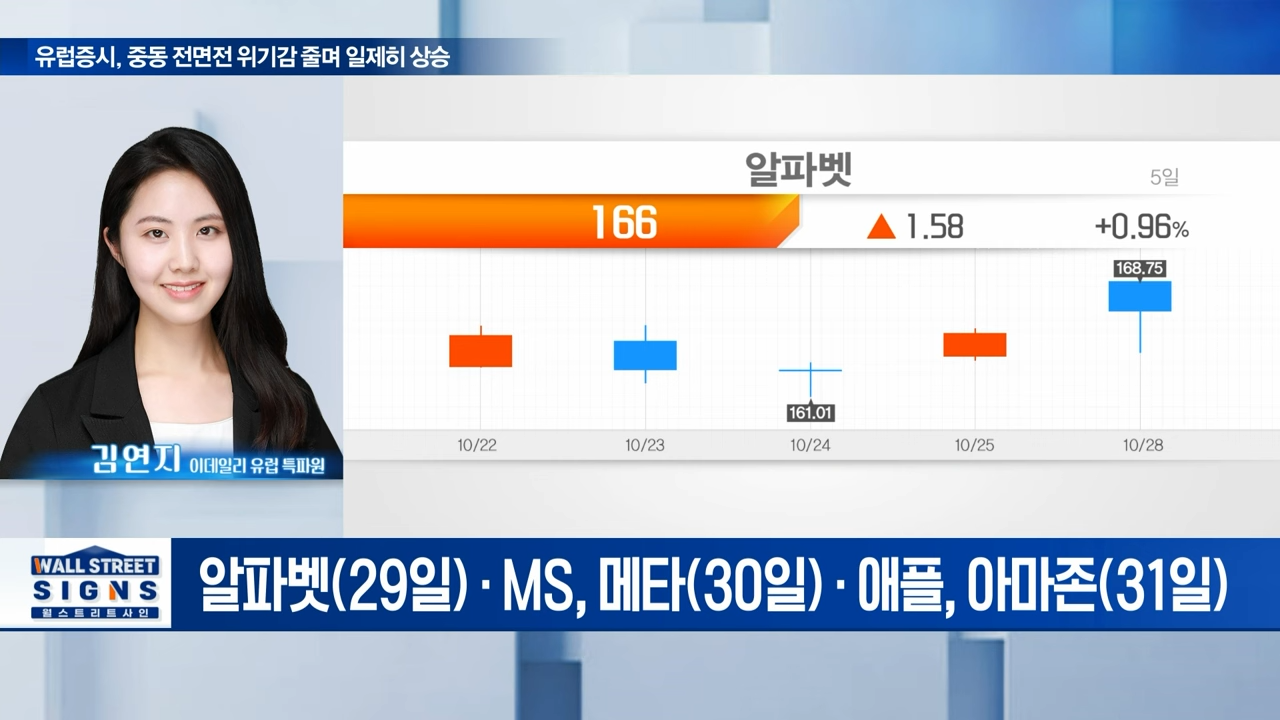 유럽증시, 중동 전면전 위기감 줄며 일제히 상승
알파벳
5일
166
▲ 1.58
+0.96%
168.75
161.01
10/22
10/23
10/24
10/25
10/28
김연지 이데일리 유럽 특파원
WALL STREET
SIGNS
월스트리트사인
알파벳(29일)·MS, 메타(30일)·애플, 아마존(31일)